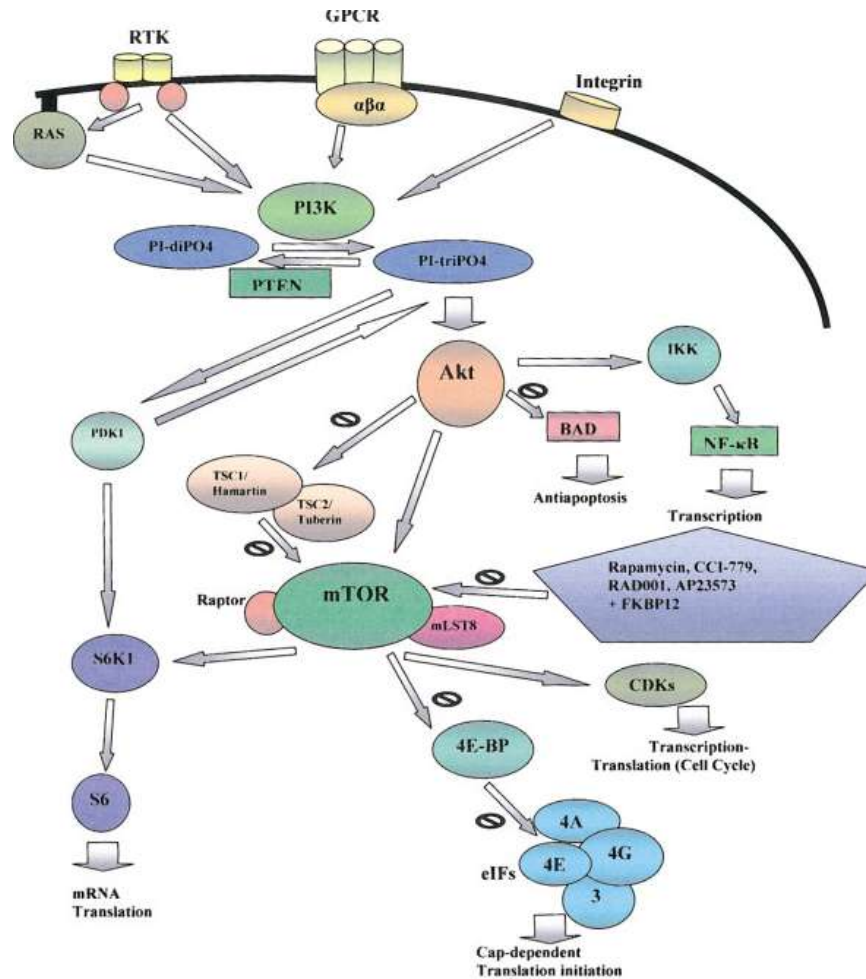 GPCR
RTK
Integrin
αβα
RAS
PI3K
PI-diPO4
PI-triPO4
PTEN
IKK
Akt
PDK1
BAD
NF-κB
TSC1/
Hamartin
TSC2/
Tuberin
Antiapoptosis
Transcription
Rapamycin, CCI-779,
RAD001, AP23573
+ FKBP12
mTOR
Raptor
mLST8
S6K1
CDKs
4E-BP
Transcription-
Translation (Cell Cycle)
S6
4A
4G
4E
eIFs
3
mRNA
Translation
Cap-dependent
Translation initiation